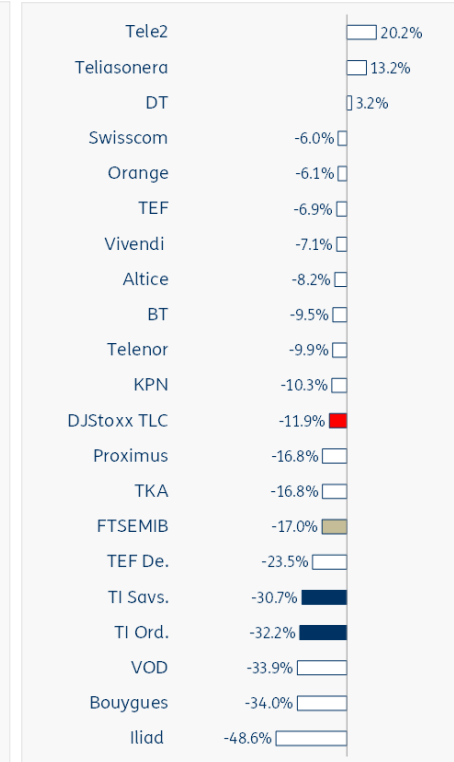 Tele2 20.2%
Teliasonera 13.2%
DT 3.2%
Swisscom -6.0%
Orange -6.1%
TEF -6.9%
Vivendi -7.1%
Altice -8.2%
BT -9.5%
Telenor -9.9%
KPN -10.3%
DJStoxx TLC -11.9%
Proximus -16.8%
TKA -16.8%
FTSEMIB -17.0%
TEF De. -23.5%
TI Savs. -30.7%
TI Ord. -32.2%
VOD -33.9%
Bouygues -34.0%
Iliad -48.6%